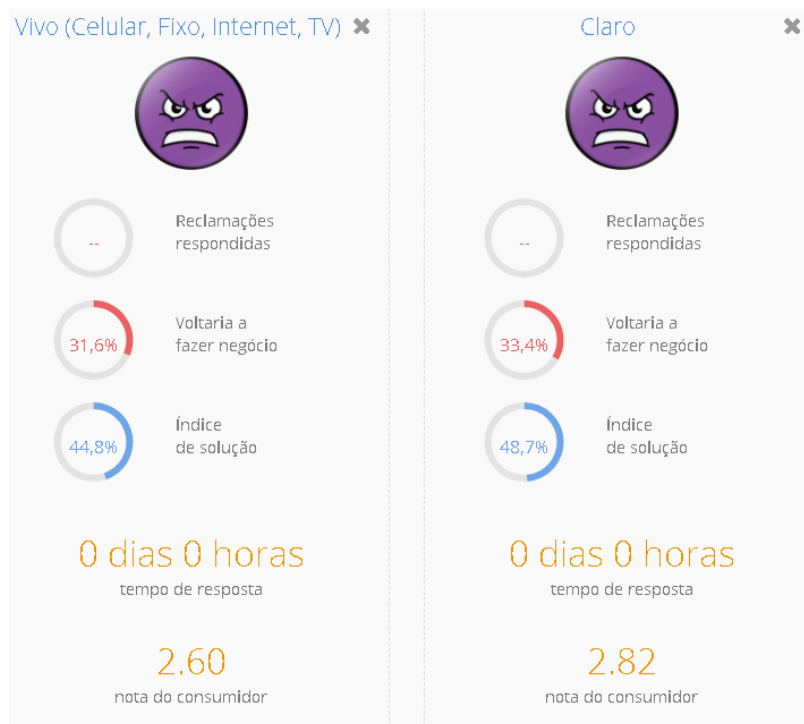 Vivo (Celular, Fixo, Internet, TV) ✖
--
Reclamações
respondidas
31,6%
Voltaria a
fazer negócio
44,8%
Índice
de solução
0 dias 0 horas
tempo de resposta
2.60
nota do consumidor
Claro ✖
--
Reclamações
respondidas
33,4%
Voltaria a
fazer negócio
48,7%
Índice
de solução
0 dias 0 horas
tempo de resposta
2.82
nota do consumidor